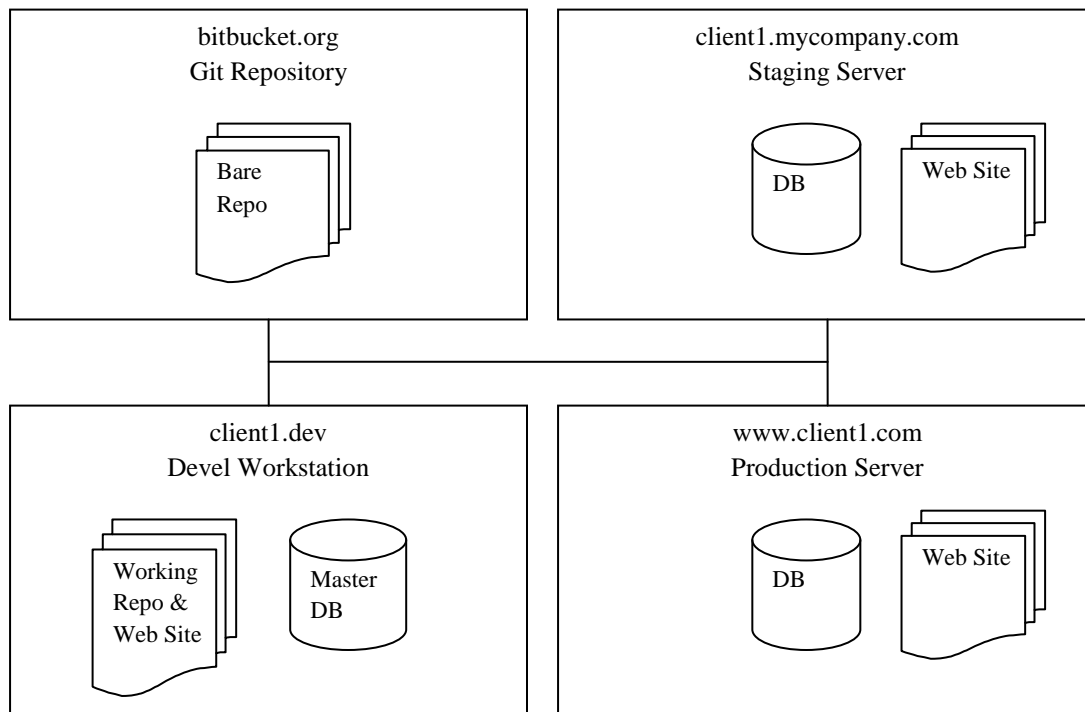 bitbucket.org
Git Repository
Bare
Repo
client1.mycompany.com
Staging Server
DB
Web Site
client1.dev
Devel Workstation
Working
Repo &
Web Site
Master
DB
www.client1.com
Production Server
DB
Web Site